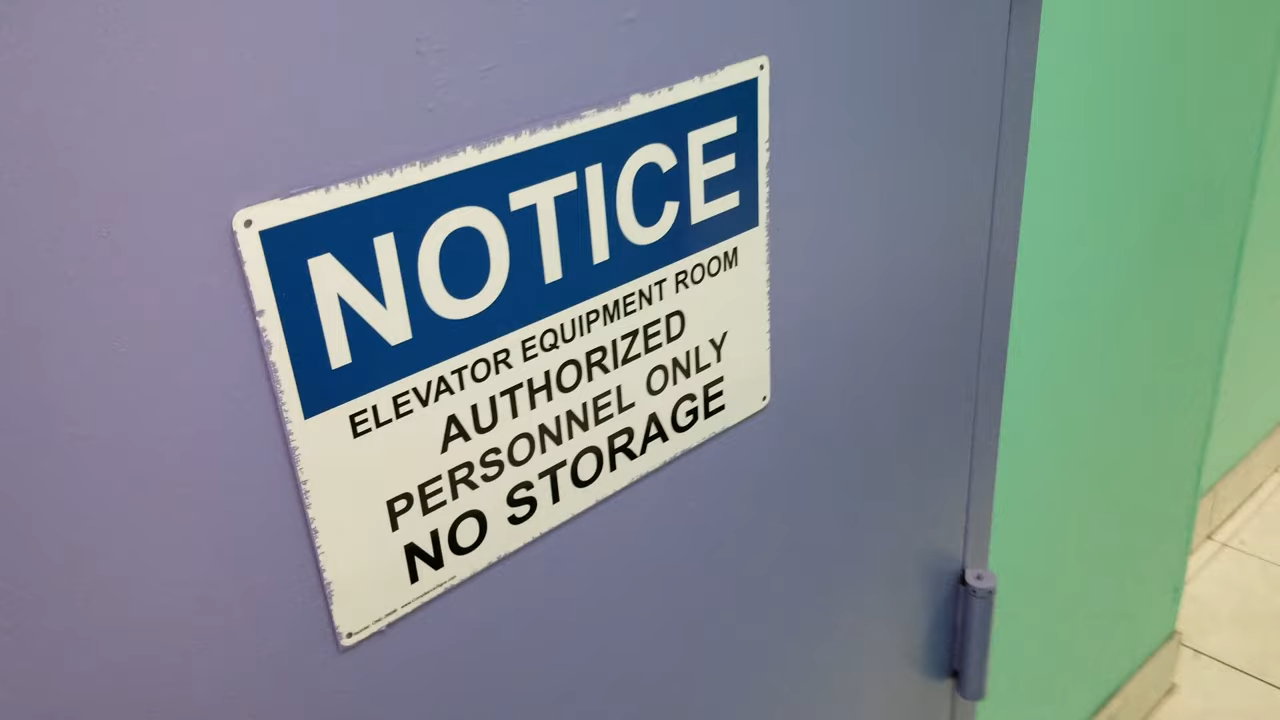 NOTICE
ELEVATOR EQUIPMENT ROOM
AUTHORIZED
PERSONNEL ONLY
NO STORAGE